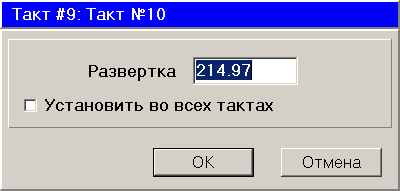 Такт #9: Такт №10
Развертка 214.97
Установить во всех тактах
OK Отмена